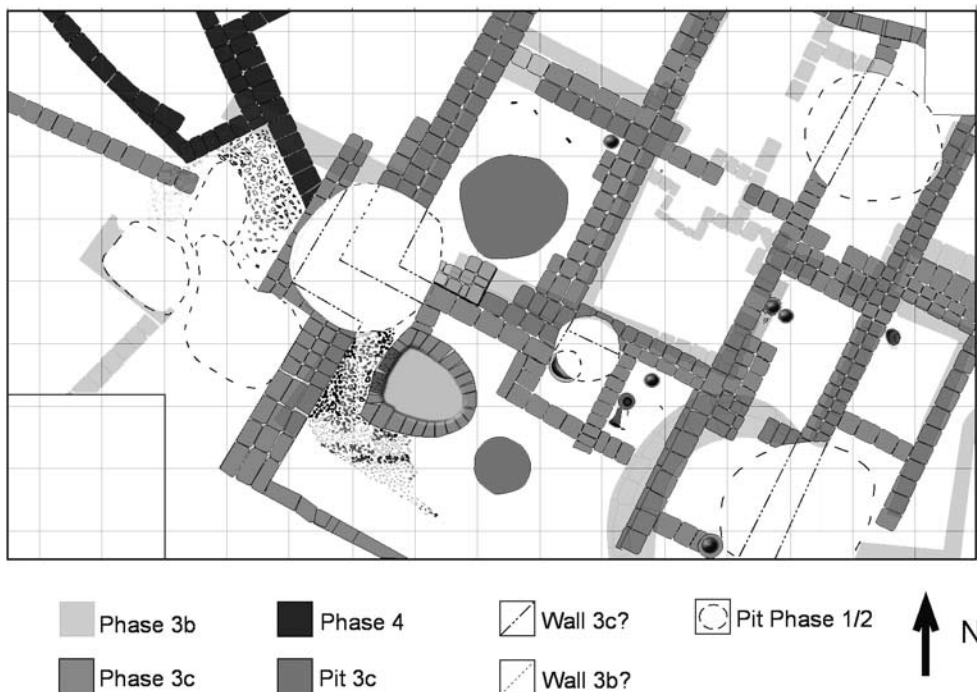 Phase 3b
Phase 4
Wall 3c?
Pit Phase 1/2
N
Phase 3c
Pit 3c
Wall 3b?